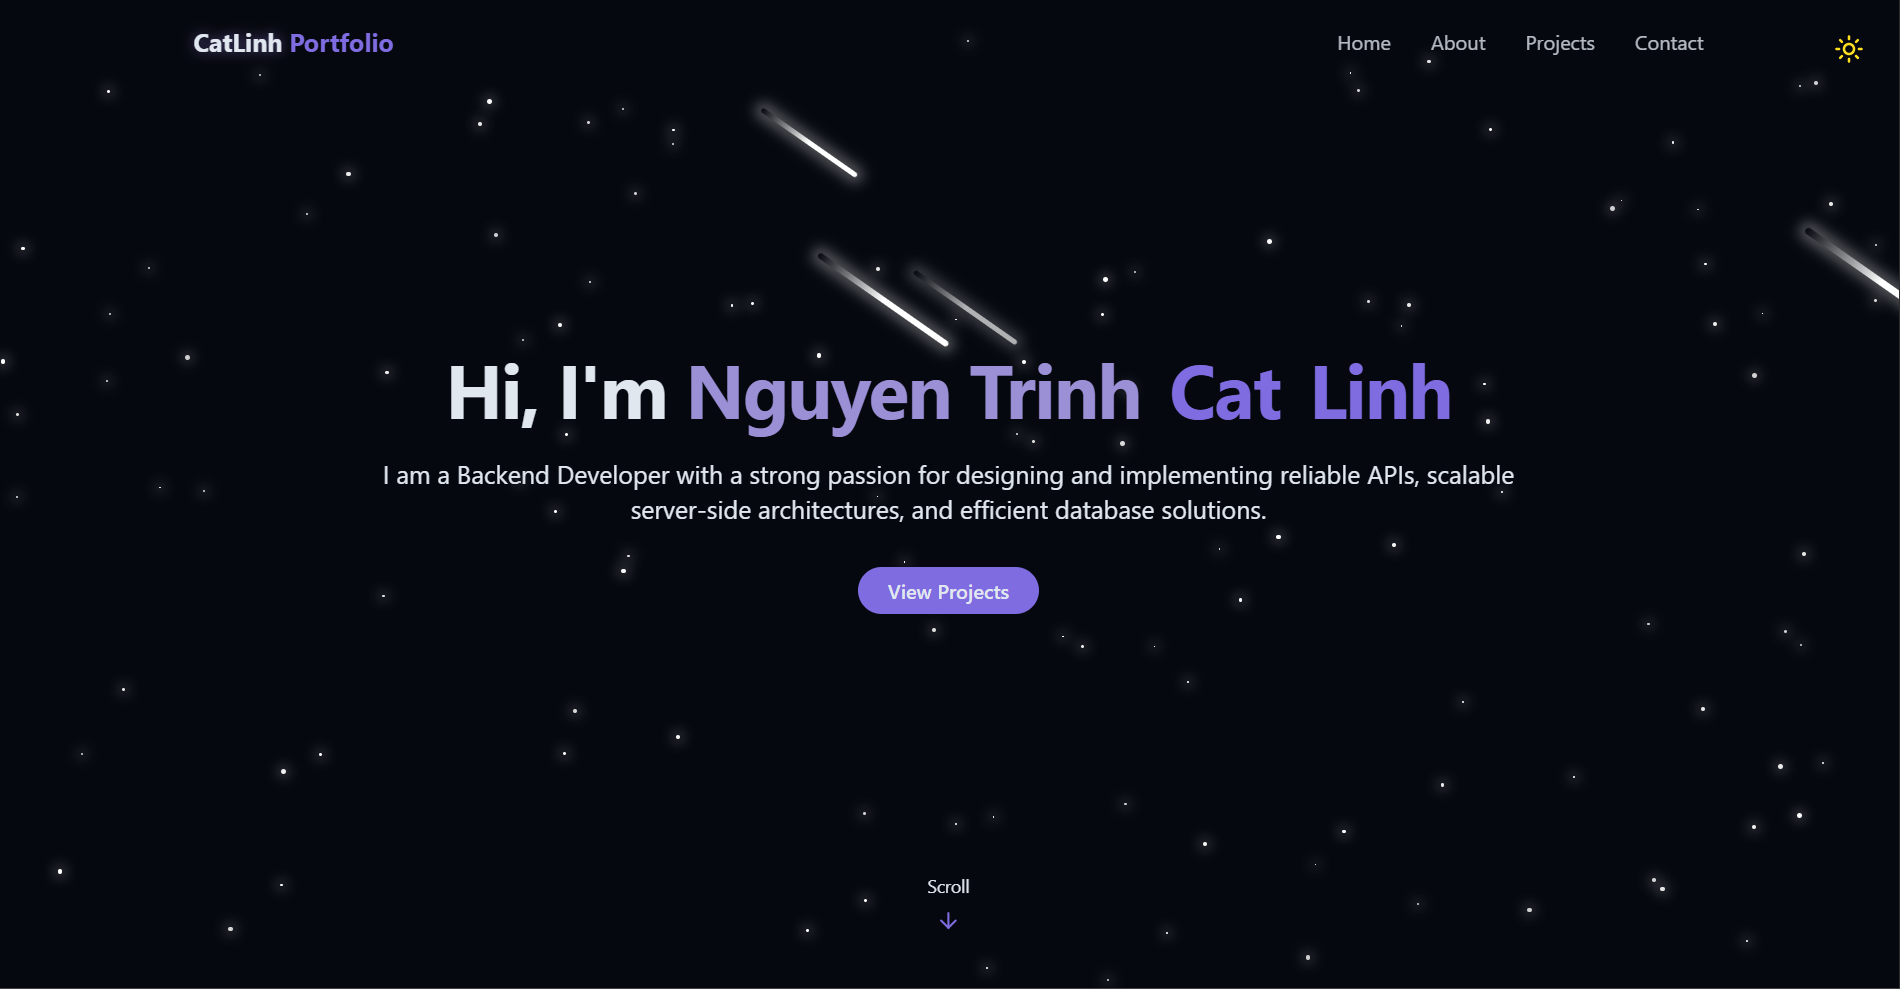 CatLinh Portfolio
Home About Projects Contact
Hi, I'm Nguyen Trinh Cat Linh
I am a Backend Developer with a strong passion for designing and implementing reliable APIs, scalable
server-side architectures, and efficient database solutions.
View Projects
Scroll